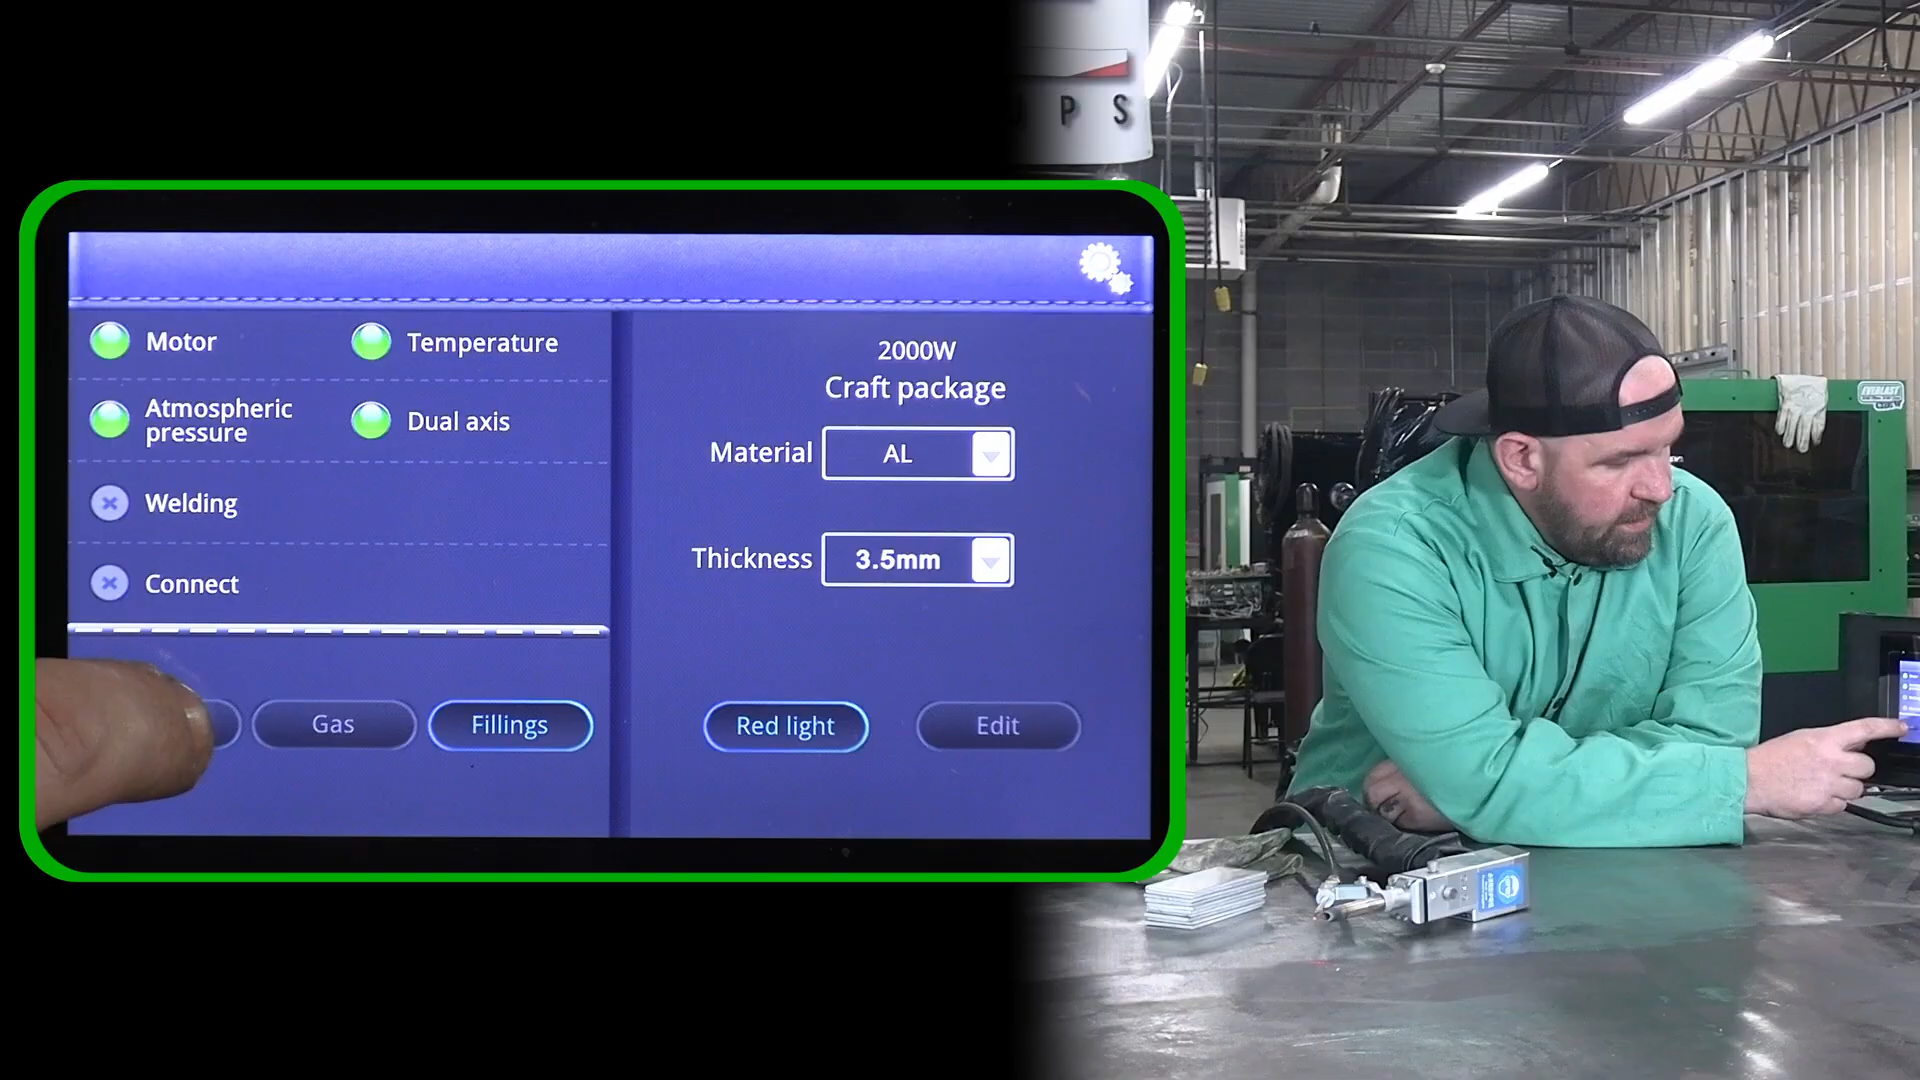 U P S
Motor
Temperature
Atmospheric
pressure
Dual axis
Welding
Connect
Gas
Fillings
2000W
Craft package
Material
AL
Thickness
3.5mm
Red light
Edit
EVERLAST